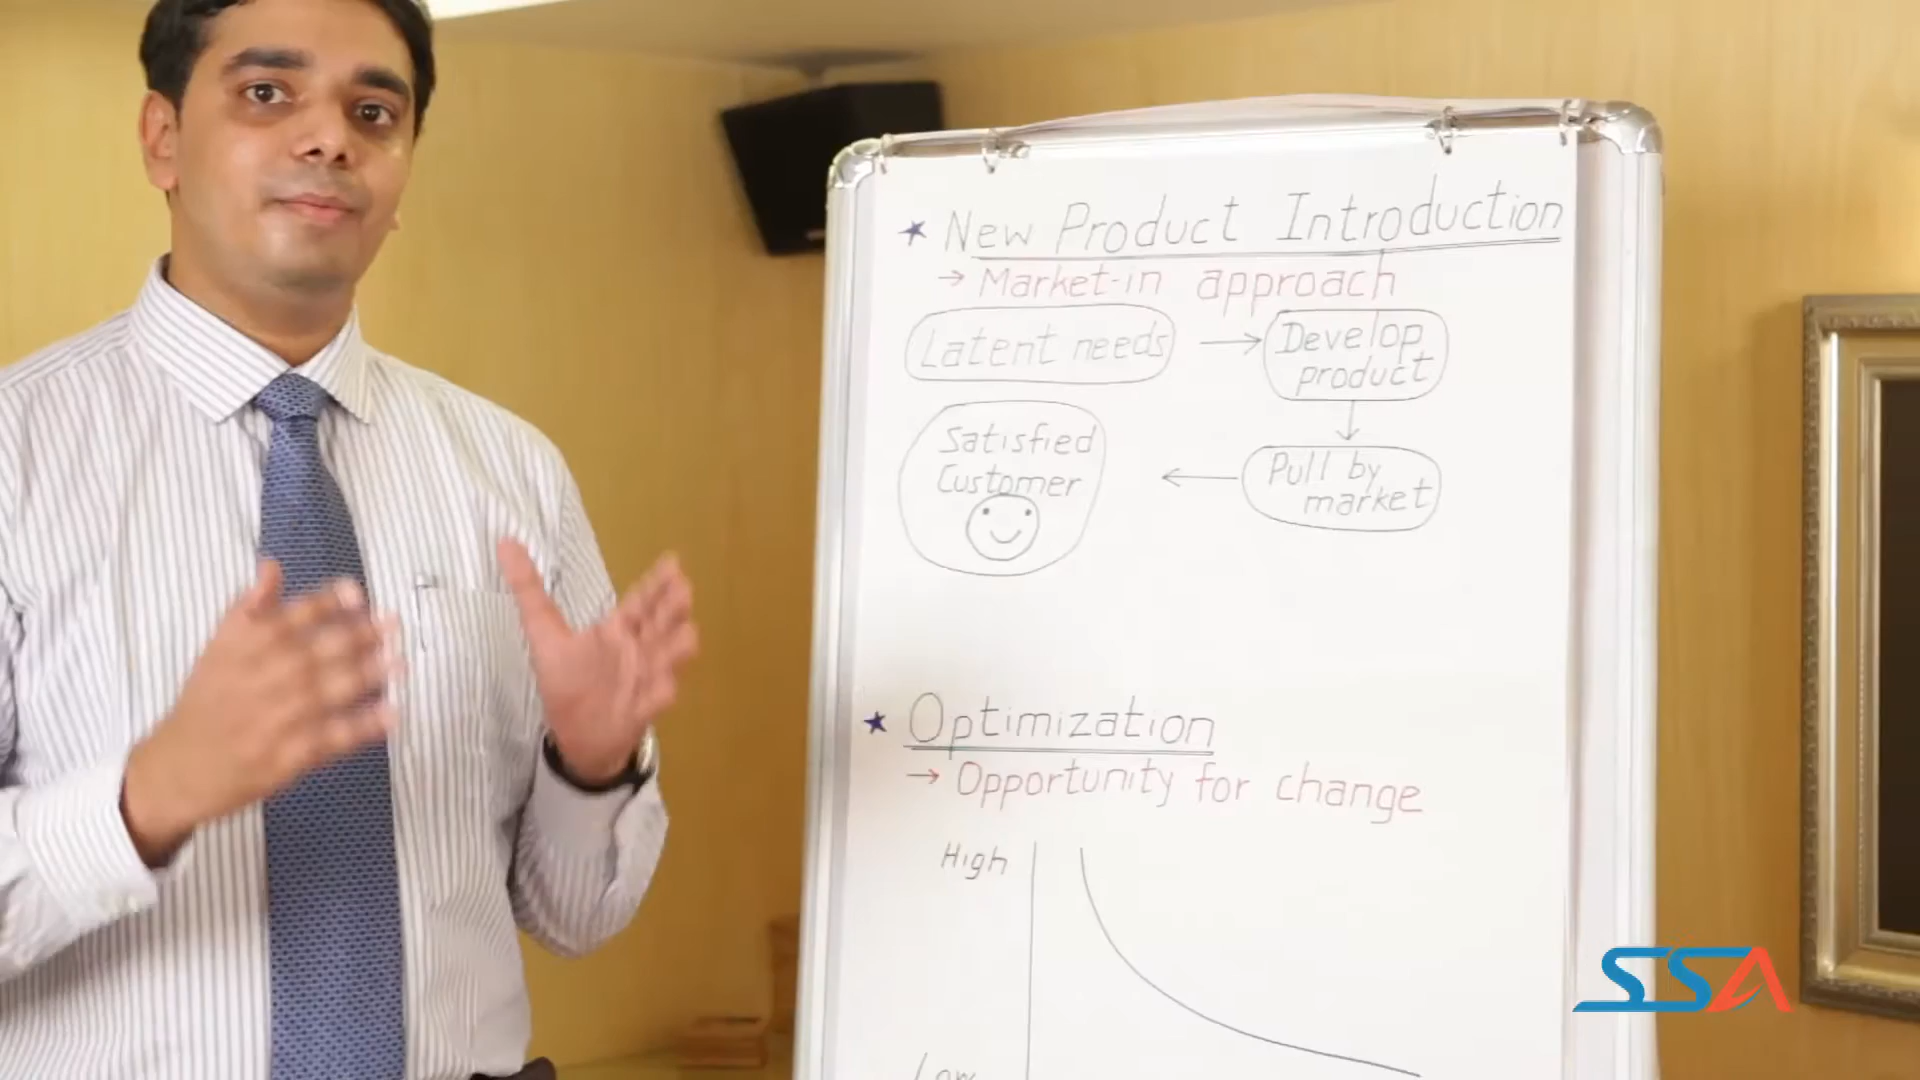 ★ New Product Introduction
→ Market-in approach
Latent needs → Develop
product
Satisfied
Customer
Pull by
market
★ Optimization
→ Opportunity for change
High
Low
SSA